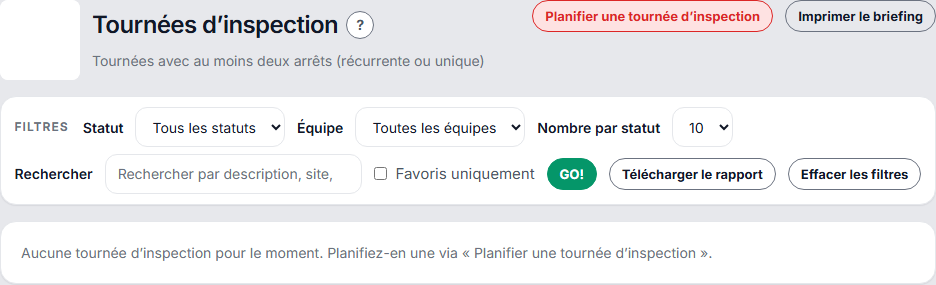 Tournées d’inspection ?
Planifier une tournée d’inspection
Imprimer le briefing
Tournées avec au moins deux arrêts (récurrente ou unique)
FILTRES Statut Tous les statuts Équipe Toutes les équipes Nombre par statut 10
Rechercher Rechercher par description, site, Favoris uniquement GO! Télécharger le rapport Effacer les filtres
Aucune tournée d’inspection pour le moment. Planifiez-en une via « Planifier une tournée d’inspection ».